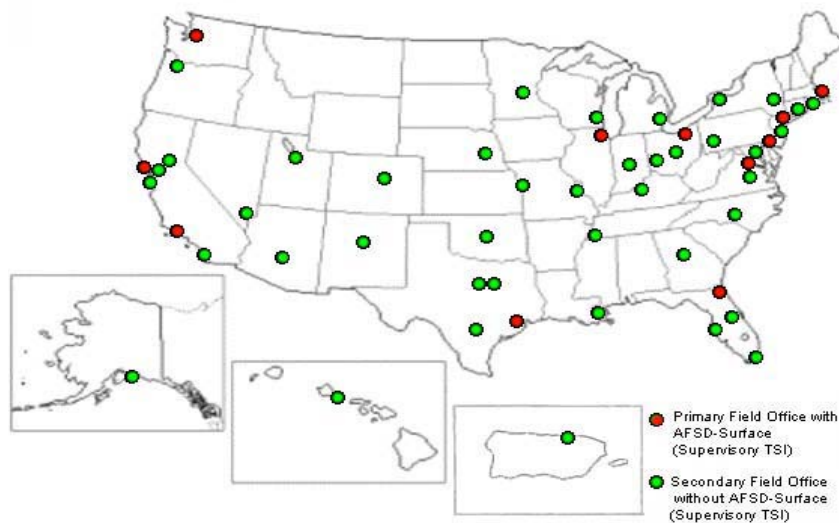 Primary Field Office with
AFSD-Surface
(Supervisory TSI)
Secondary Field Office
without AFSD-Surface
(Supervisory TSI)